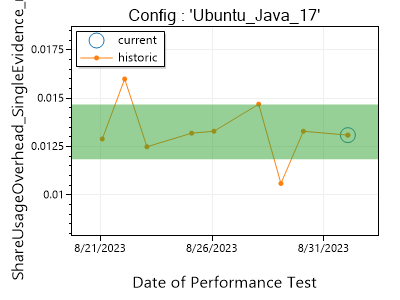 Config : 'Ubuntu_Java_17'
current
historic
0.0175
0.015
0.0125
0.01
8/21/2023
8/26/2023
8/31/2023
Date of Performance Test
ShareUsageOverhead_SingleEvidence_